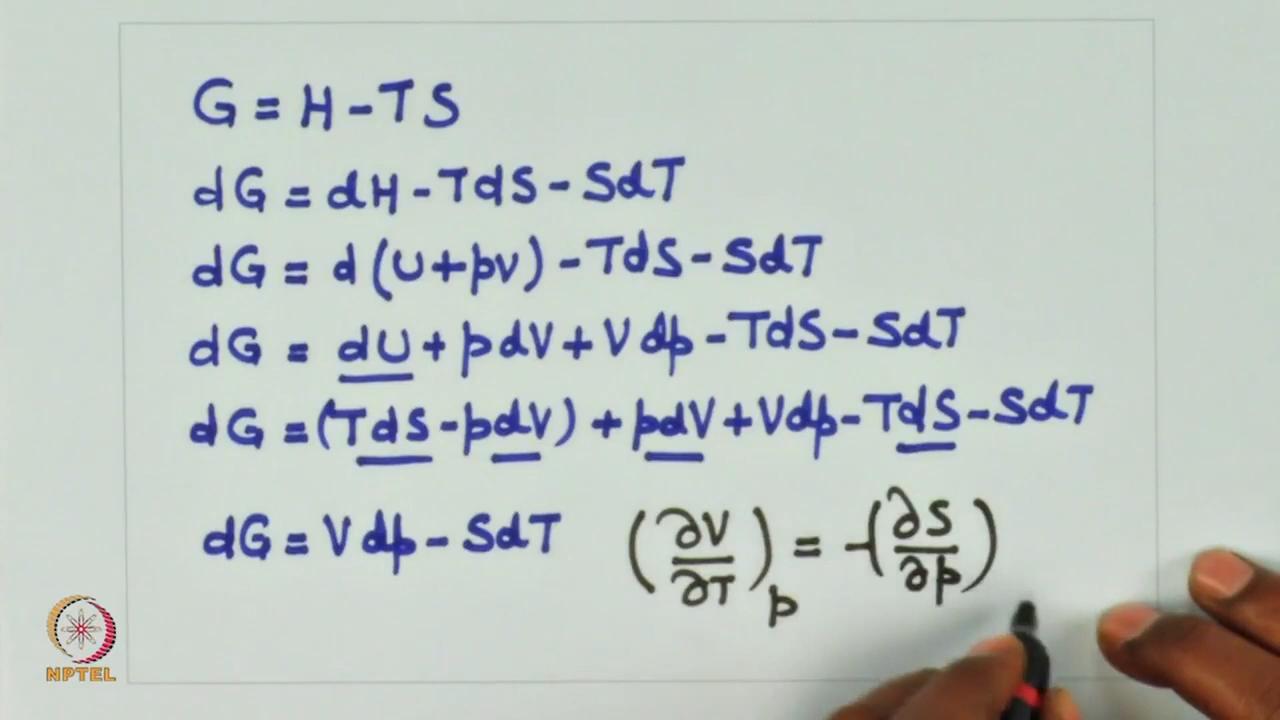 G = H - TS
dG = dH - TdS - SdT
dG = d(U + pV) - TdS - SdT
dG = dU + pdV + Vdp - TdS - SdT
dG = (TdS - pdV) + pdV + Vdp - TdS - SdT
dG = Vdp - SdT (∂V/∂T)p = -(∂S/∂p)
NPTEL